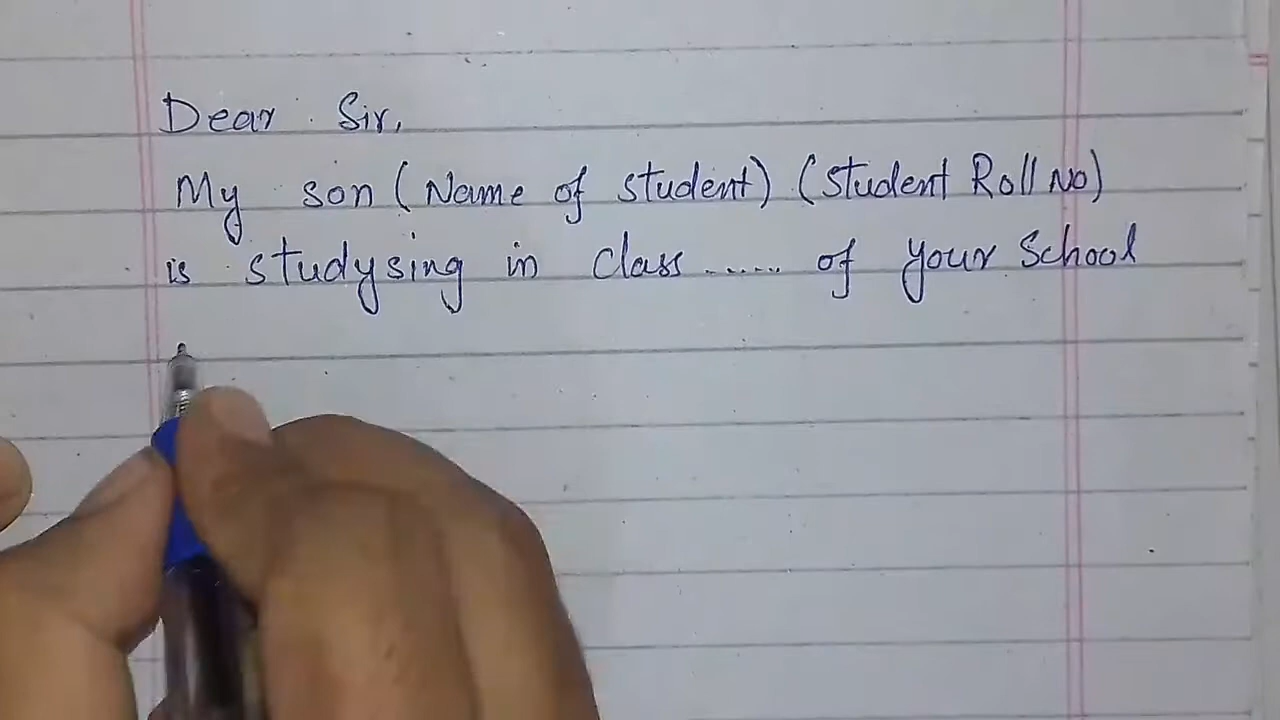 Dear Sir,
My son (Name of student) (student Roll No)
is studysing in class ...... of your School